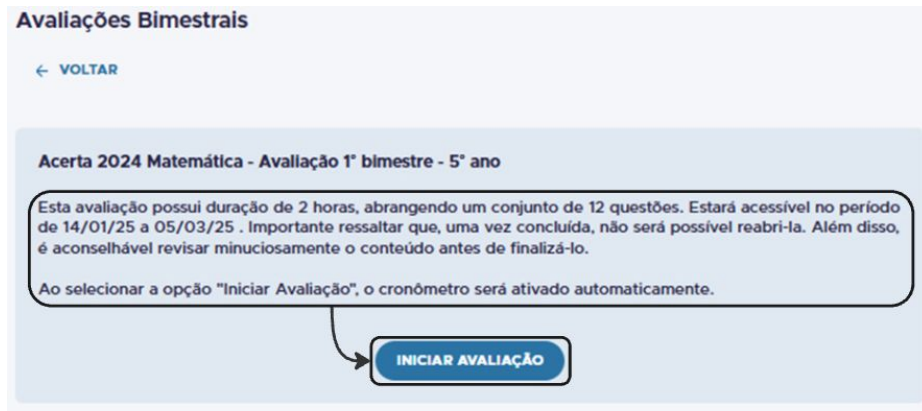 Avaliações Bimestrais
← VOLTAR
Acerta 2024 Matemática - Avaliação 1° bimestre - 5° ano
Esta avaliação possui duração de 2 horas, abrangendo um conjunto de 12 questões. Estará acessível no período
de 14/01/25 a 05/03/25 . Importante ressaltar que, uma vez concluída, não será possível reabri-la. Além disso,
é aconselhável revisar minuciosamente o conteúdo antes de finalizá-lo.
Ao selecionar a opção "Iniciar Avaliação", o cronômetro será ativado automaticamente.
INICIAR AVALIAÇÃO